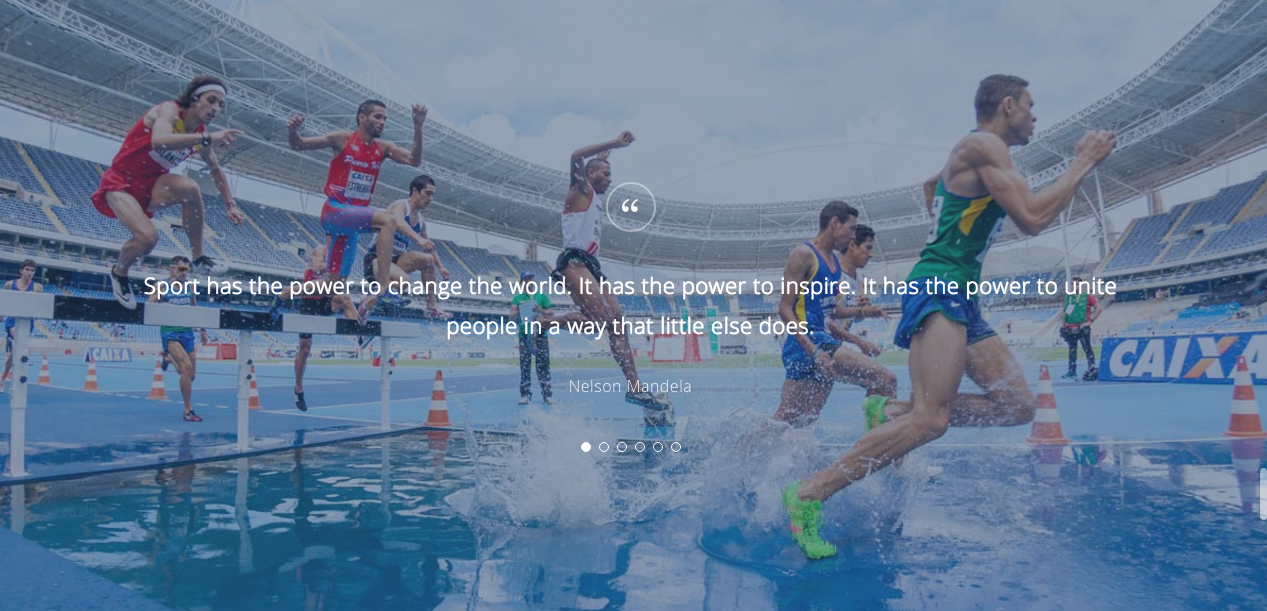 “
Sport has the power to change the world. It has the power to inspire. It has the power to unite
people in a way that little else does.
Nelson Mandela
CAIXA
CAIXA
CAIXA